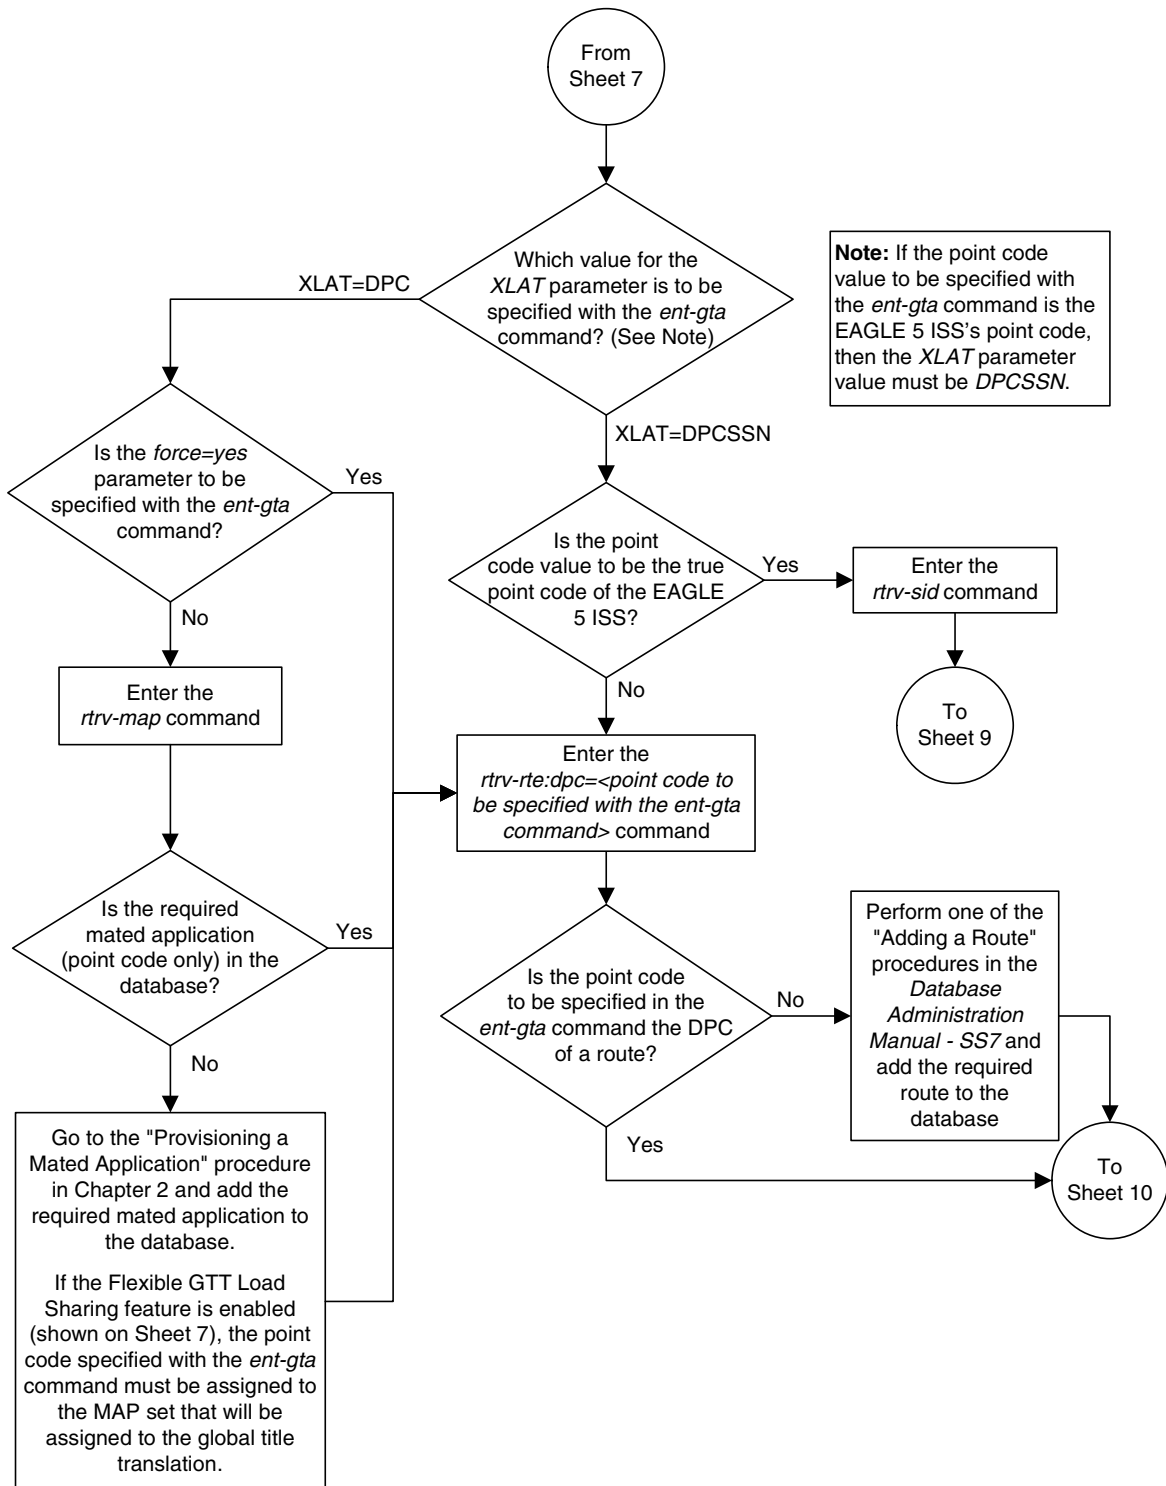 From
Sheet 7
Which value for the
XLAT parameter is to be
specified with the ent-gta
command? (See Note)
XLAT=DPC
Note: If the point code
value to be specified with
the ent-gta command is the
EAGLE 5 ISS's point code,
then the XLAT parameter
value must be DPCSSN.
XLAT=DPCSSN
Is the force=yes
parameter to be
specified with the ent-gta
command?
Yes
No
Is the point
code value to be the true
point code of the EAGLE
5 ISS?
Yes
Enter the
rtrv-sid command
No
To
Sheet 9
Enter the
rtrv-map command
Enter the
rtrv-rte:dpc=<point code to
be specified with the ent-gta
command> command
Is the required
mated application
(point code only) in the
database?
Yes
No
Is the point code
to be specified in the
ent-gta command the DPC
of a route?
No
Yes
Perform one of the
"Adding a Route"
procedures in the
Database
Administration
Manual - SS7 and
add the required
route to the
database
To
Sheet 10
Go to the "Provisioning a
Mated Application" procedure
in Chapter 2 and add the
required mated application to
the database.
If the Flexible GTT Load
Sharing feature is enabled
(shown on Sheet 7), the point
code specified with the ent-gta
command must be assigned to
the MAP set that will be
assigned to the global title
translation.